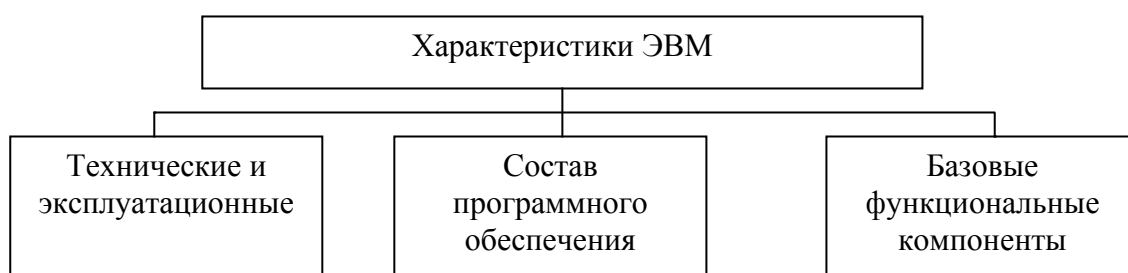 Характеристики ЭВМ
Технические и
эксплуатационные
Состав
программного
обеспечения
Базовые
функциональные
компоненты